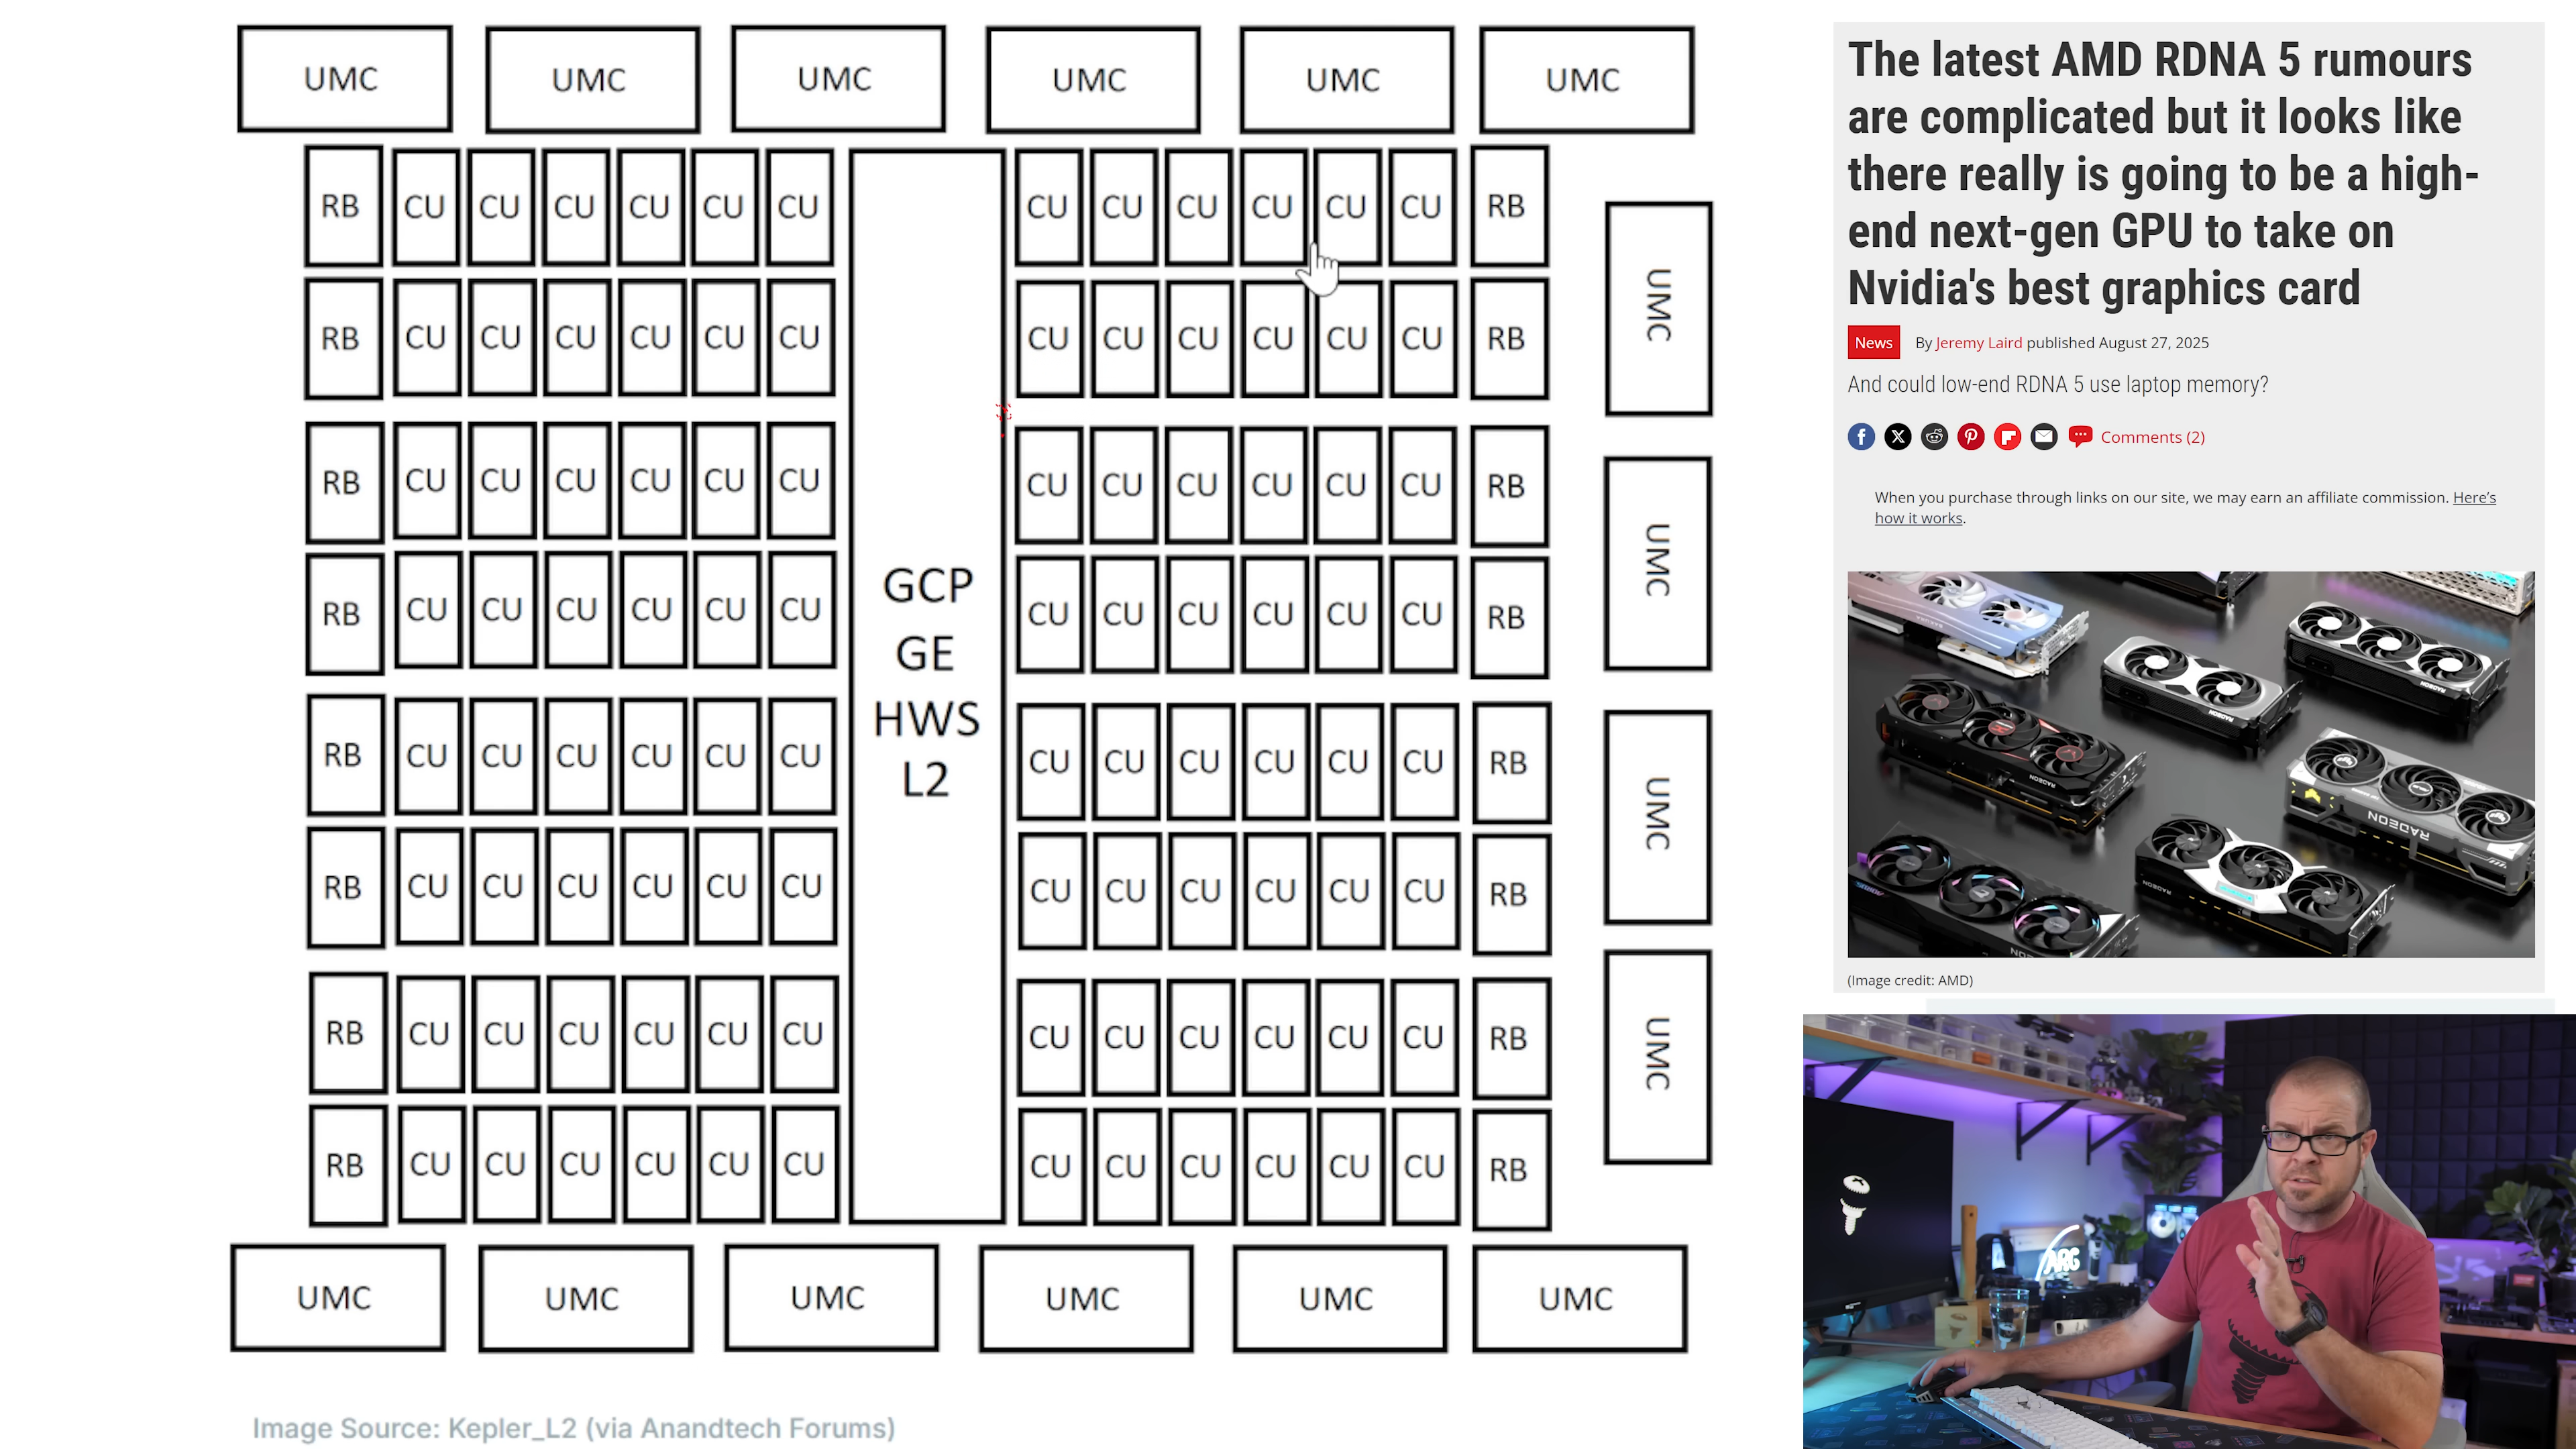 UMC UMC UMC UMC UMC UMC
RB CU CU CU CU CU CU CU CU CU CU CU CU RB
RB CU CU CU CU CU CU CU CU CU CU CU CU RB
RB CU CU CU CU CU CU CU CU CU CU CU CU RB
RB CU CU CU CU CU CU CU CU CU CU CU CU RB
RB CU CU CU CU CU CU CU CU CU CU CU CU RB
RB CU CU CU CU CU CU CU CU CU CU CU CU RB
RB CU CU CU CU CU CU CU CU CU CU CU CU RB
RB CU CU CU CU CU CU CU CU CU CU CU CU RB
GCP
GE
HWS
L2
UMC
UMC
UMC
UMC
UMC UMC UMC UMC UMC UMC
Image Source: Kepler_L2 (via Anandtech Forums)
The latest AMD RDNA 5 rumours
are complicated but it looks like
there really is going to be a high-
end next-gen GPU to take on
Nvidia's best graphics card
News By Jeremy Laird published August 27, 2025
And could low-end RDNA 5 use laptop memory?
Comments (2)
When you purchase through links on our site, we may earn an affiliate commission. Here's
how it works.
RADEON
RADEON
RADEON
RADEON
RADEON
(Image credit: AMD)
ARG